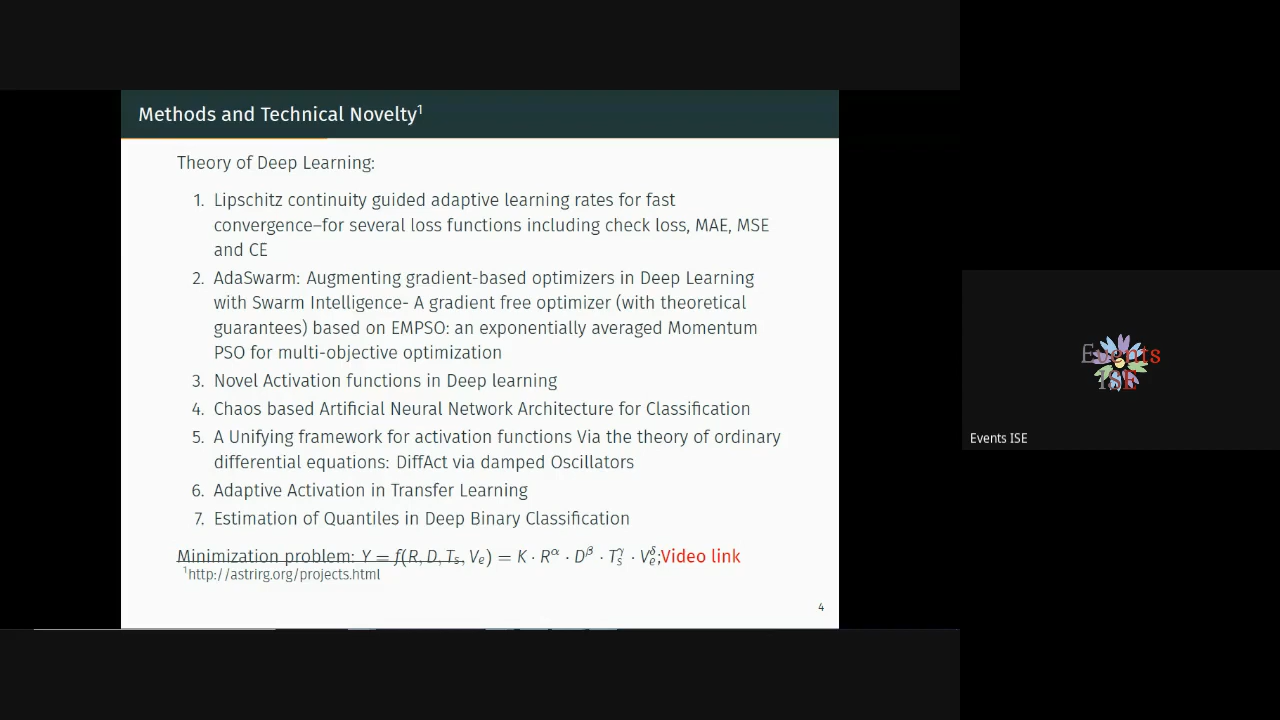 Methods and Technical Novelty¹
Theory of Deep Learning:
1. Lipschitz continuity guided adaptive learning rates for fast
convergence–for several loss functions including check loss, MAE, MSE
and CE
2. AdaSwarm: Augmenting gradient-based optimizers in Deep Learning
with Swarm Intelligence- A gradient free optimizer (with theoretical
guarantees) based on EMPSO: an exponentially averaged Momentum
PSO for multi-objective optimization
3. Novel Activation functions in Deep learning
4. Chaos based Artificial Neural Network Architecture for Classification
5. A Unifying framework for activation functions Via the theory of ordinary
differential equations: DiffAct via damped Oscillators
6. Adaptive Activation in Transfer Learning
7. Estimation of Quantiles in Deep Binary Classification
Minimization problem: Y = f(R, D, T_s, V_e) = K · R^α · D^β · T_s^γ · V_e^δ;Video link
¹http://astrirg.org/projects.html
4
Events
ISE
Events ISE